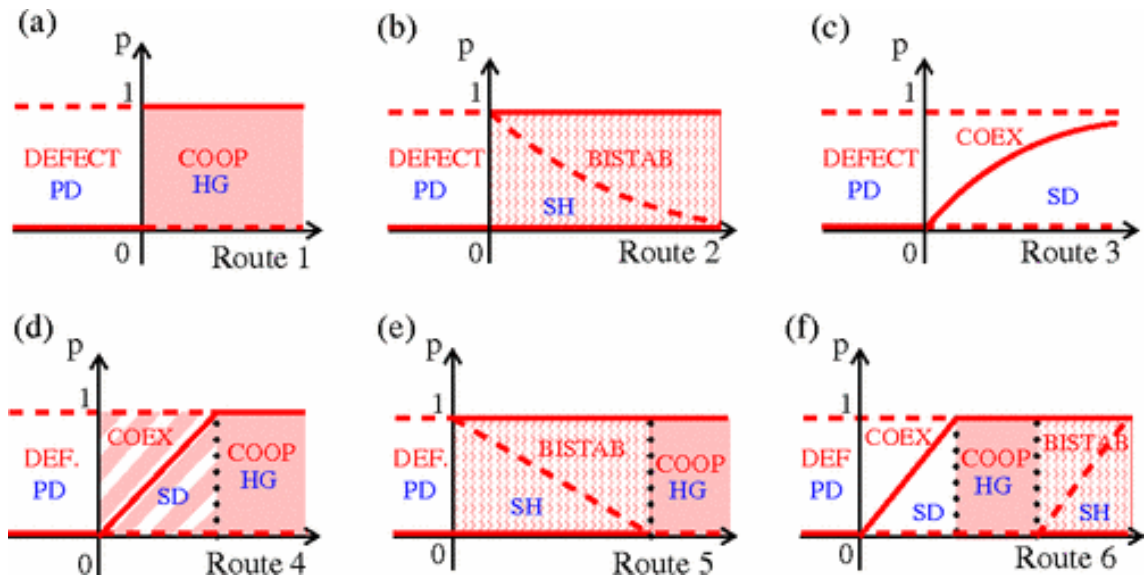 (a)
p
1
DEFECT
COOP
PD
HG
0
Route 1
(b)
p
1
BISTAB
SH
0
Route 2
(c)
p
1
COEX
DEFECT
PD
SD
0
Route 3
(d)
p
1
COEX
DEF.
COOP
PD
SD
HG
0
Route 4
(e)
p
1
BISTAB
DEF.
COOP
PD
SH
HG
0
Route 5
(f)
p
1
COEX
BISTAB
DEF
COOP
PD
HG
SD
SH
0
Route 6